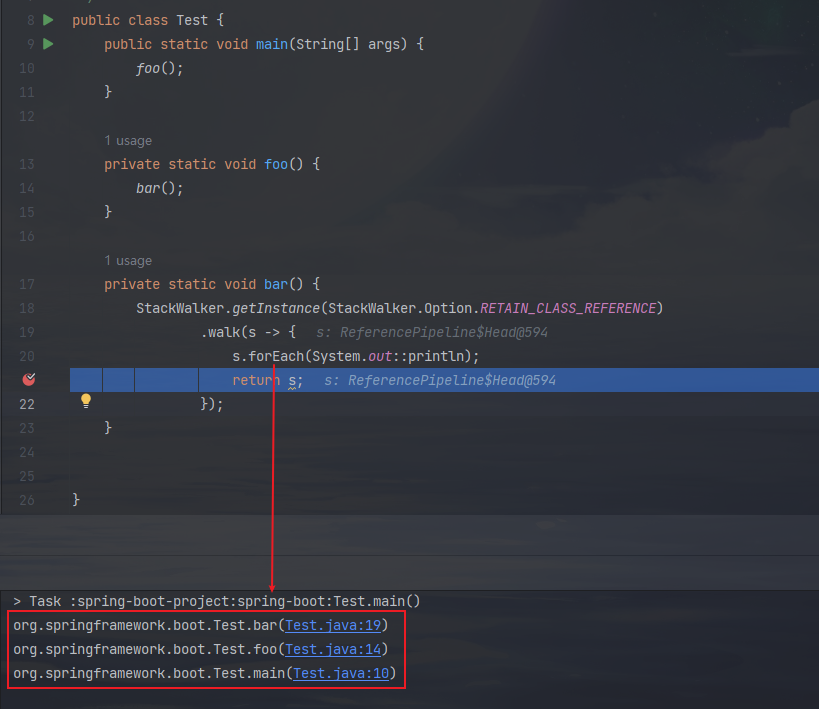 8 public class Test {
9 public static void main(String[] args) {
10 foo();
11 }
12
1 usage
13 private static void foo() {
14 bar();
15 }
16
1 usage
17 private static void bar() {
18 StackWalker.getInstance(StackWalker.Option.RETAIN_CLASS_REFERENCE)
19 .walk(s -> { s: ReferencePipeline$Head@594
20 s.forEach(System.out::println);
return s; s: ReferencePipeline$Head@594
22 });
23 }
24
25
26 }
> Task :spring-boot-project:spring-boot:Test.main()
org.springframework.boot.Test.bar(Test.java:19)
org.springframework.boot.Test.foo(Test.java:14)
org.springframework.boot.Test.main(Test.java:10)